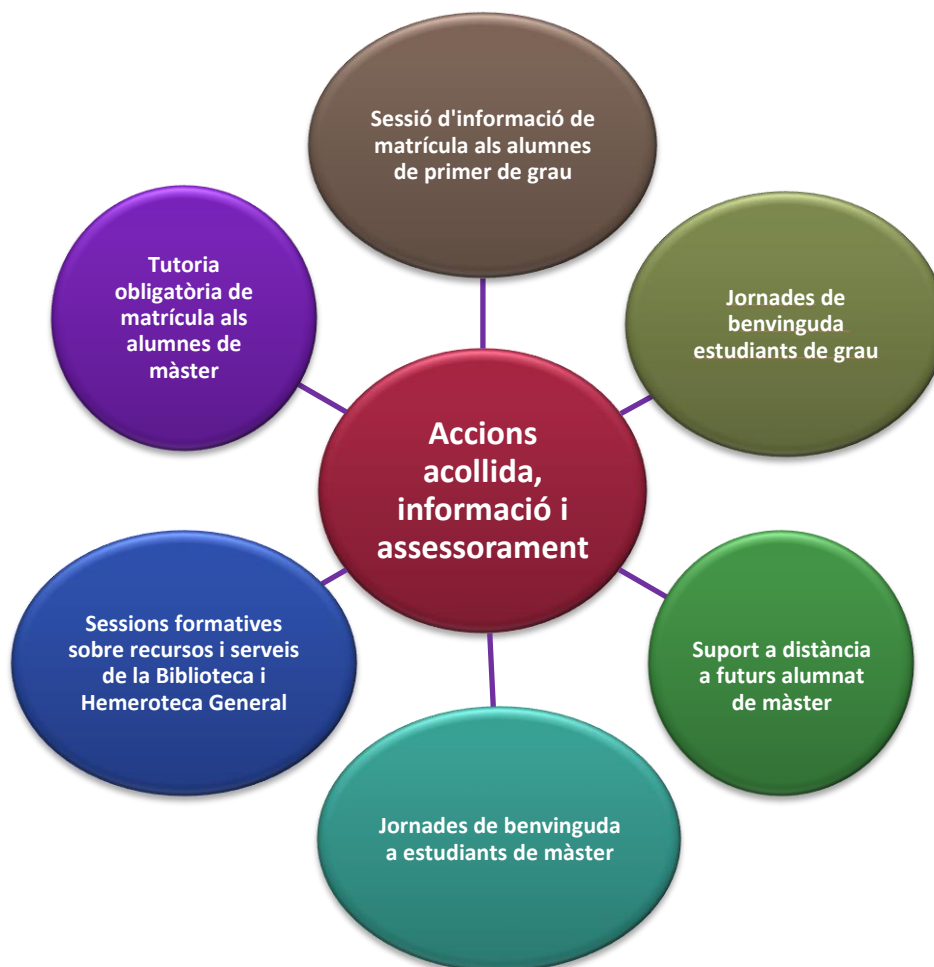 Sessió d'informació de
matrícula als alumnes
de primer de grau
Tutoria
obligatòria de
matrícula als
alumnes de
màster
Jornades de
benvinguda
estudiants de grau
Accions
acollida,
informació i
assessorament
Sessions formatives
sobre recursos i serveis
de la Biblioteca i
Hemeroteca General
Suport a distància
a futurs alumnat
de màster
Jornades de benvinguda
a estudiants de màster